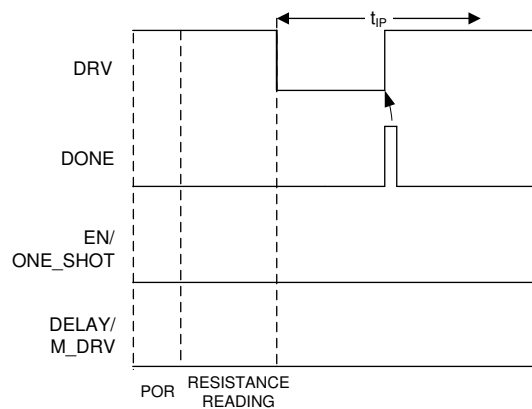 tIP
DRV
DONE
EN/
ONE_SHOT
DELAY/
M_DRV
POR
RESISTANCE
READING